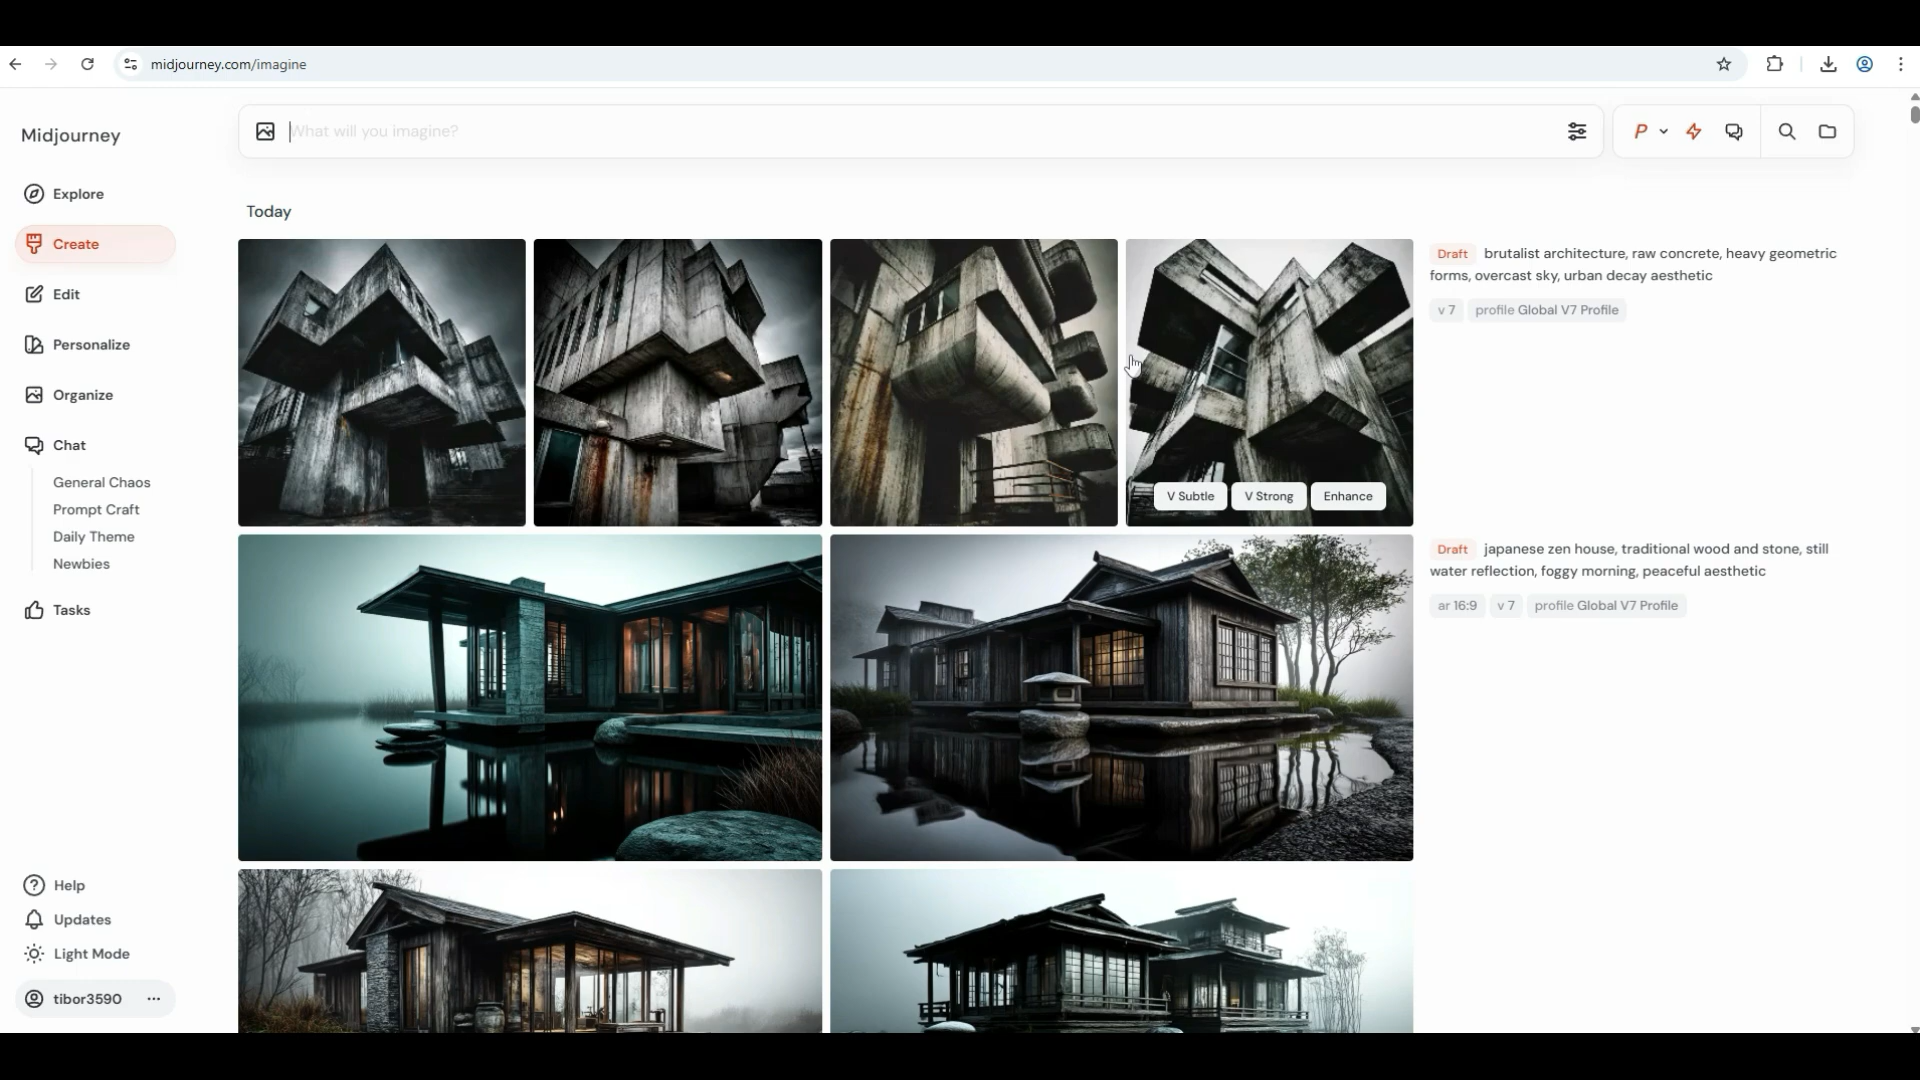 midjourney.com/imagine
Midjourney
What will you imagine?
P
Explore
Create
Edit
Personalize
Organize
Chat
General Chaos
Prompt Craft
Daily Theme
Newbies
Tasks
Help
Updates
Light Mode
tibor3590
Today
V Subtle
V Strong
Enhance
Draft brutalist architecture, raw concrete, heavy geometric
forms, overcast sky, urban decay aesthetic
v 7 profile Global V7 Profile
Draft japanese zen house, traditional wood and stone, still
water reflection, foggy morning, peaceful aesthetic
ar 16:9 v 7 profile Global V7 Profile